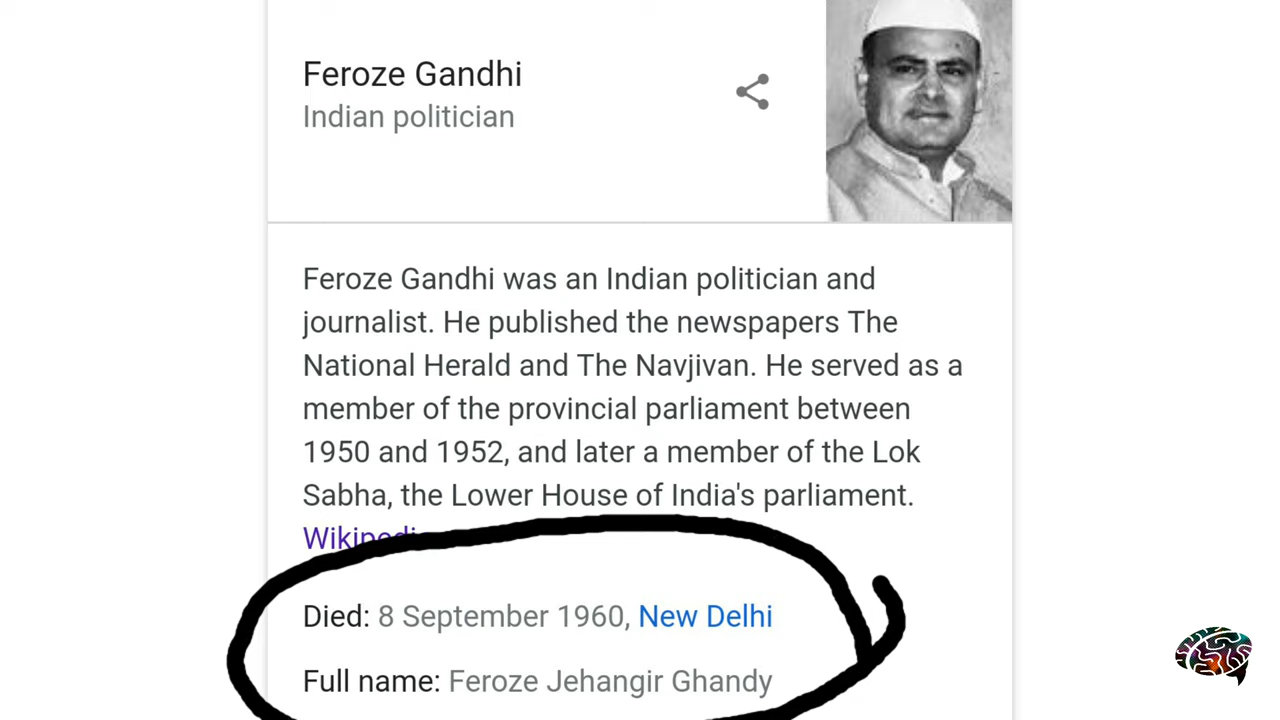 Feroze Gandhi
Indian politician
Feroze Gandhi was an Indian politician and
journalist. He published the newspapers The
National Herald and The Navjivan. He served as a
member of the provincial parliament between
1950 and 1952, and later a member of the Lok
Sabha, the Lower House of India's parliament.
Died: 8 September 1960, New Delhi
Full name: Feroze Jehangir Ghandy